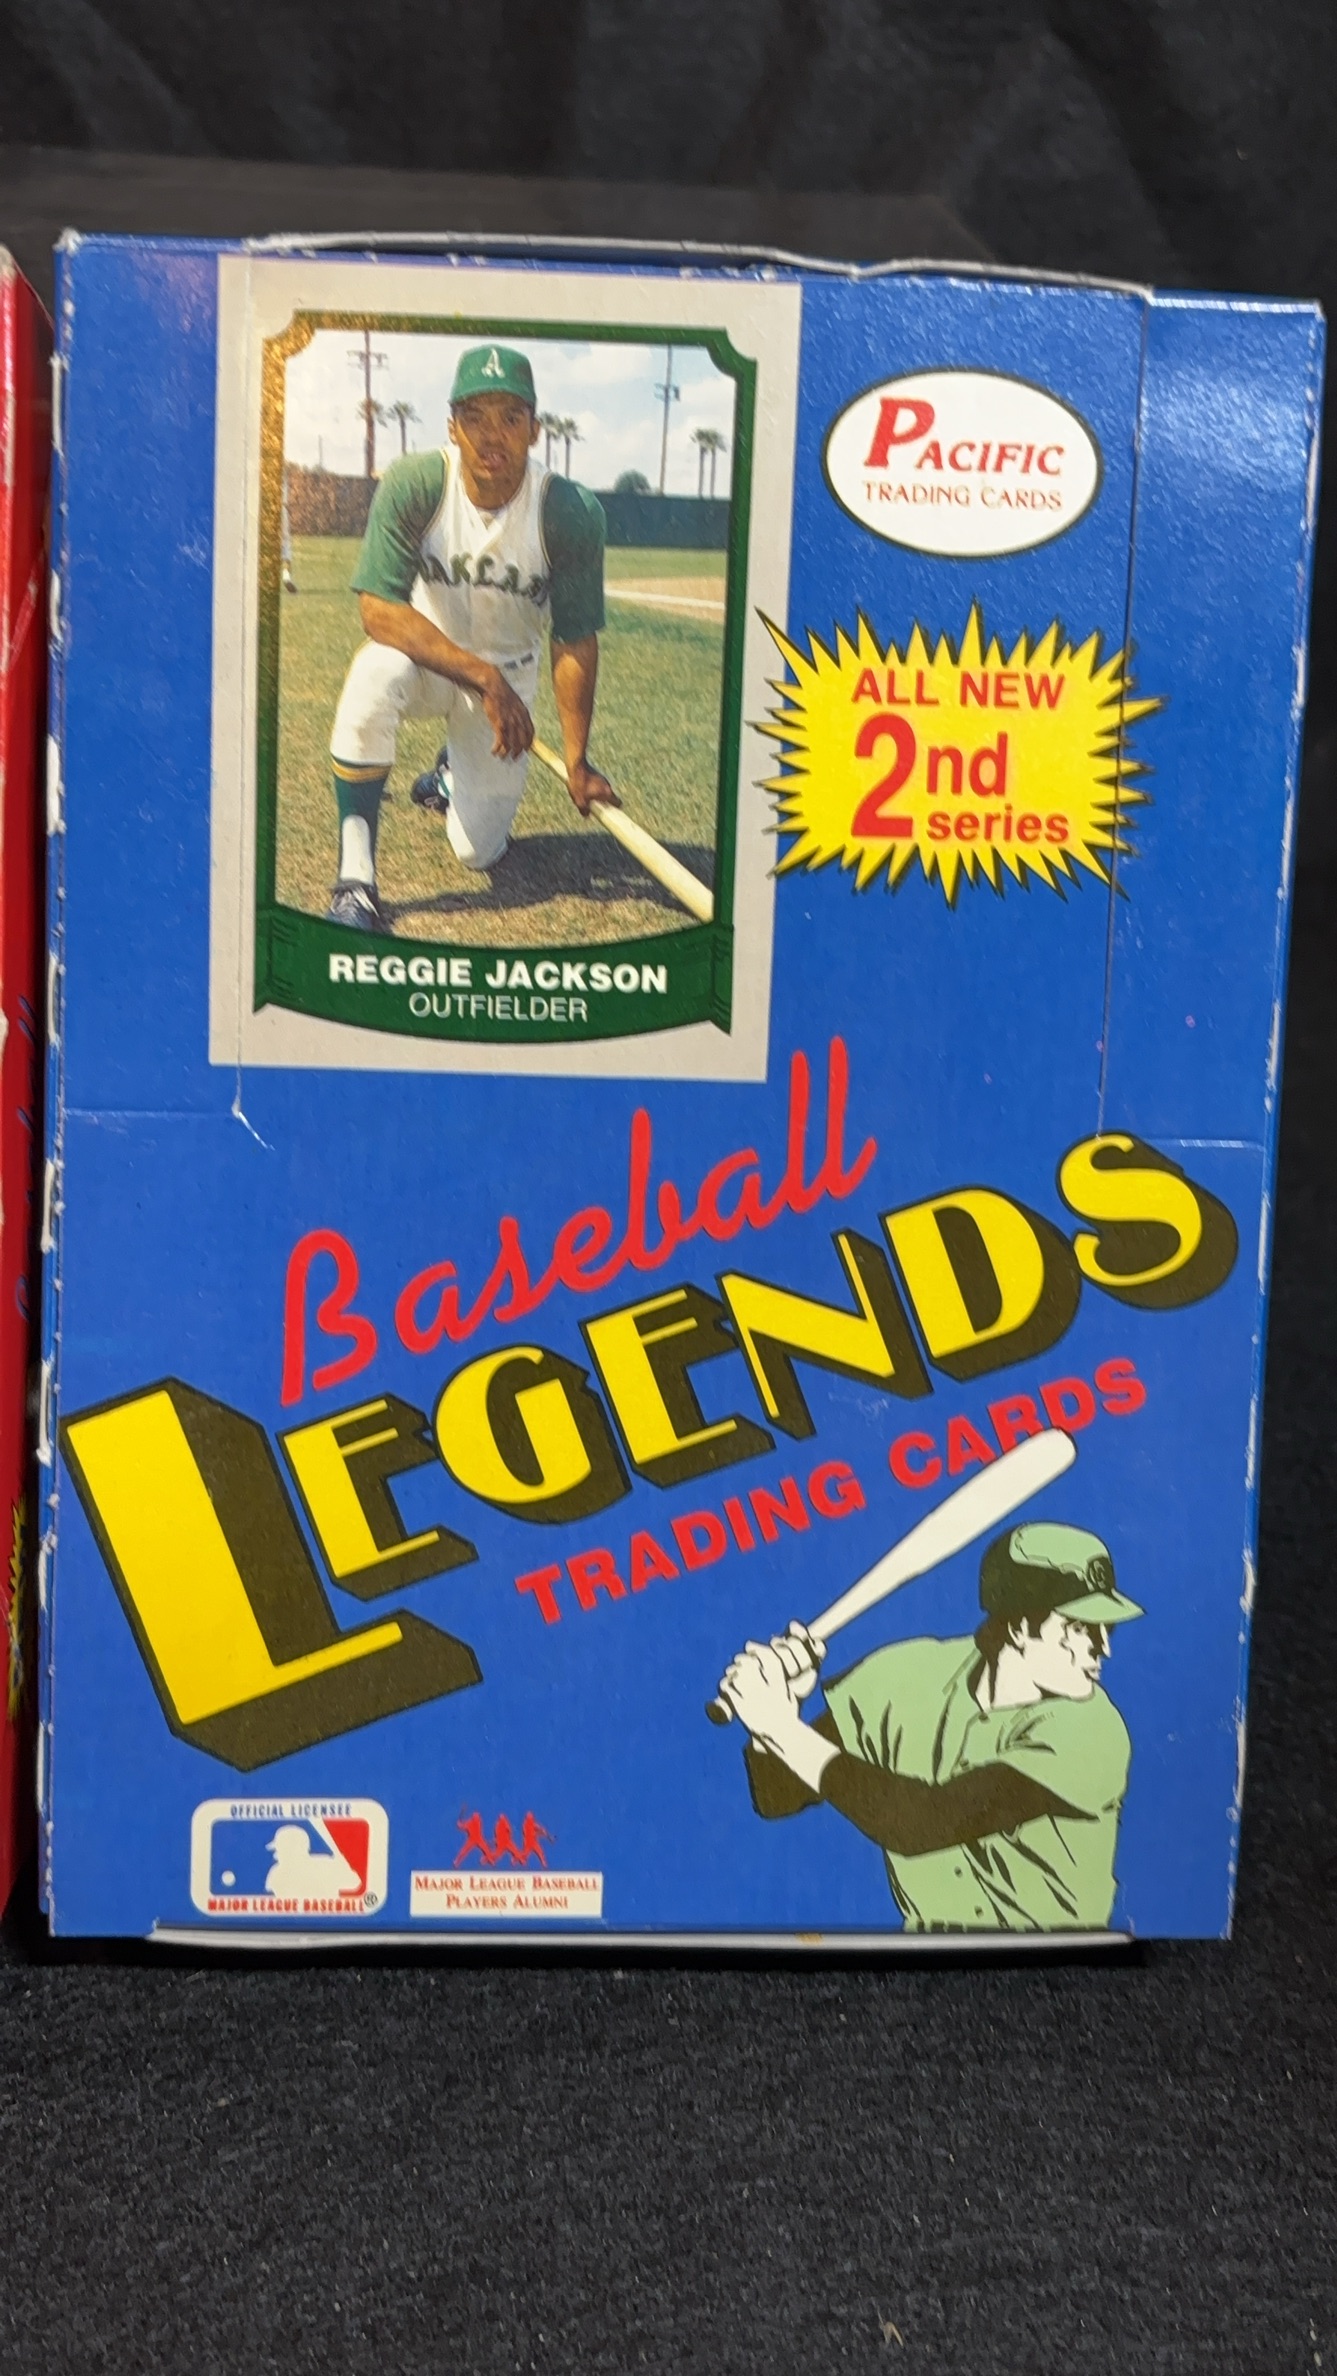 A
OAKLAND
REGGIE JACKSON
OUTFIELDER
PACIFIC
TRADING CARDS
ALL NEW
2nd
series
Baseball
LEGENDS
TRADING CARDS
OFFICIAL LICENSEE
MAJOR LEAGUE BASEBALL®
MAJOR LEAGUE BASEBALL
PLAYERS ALUMNI